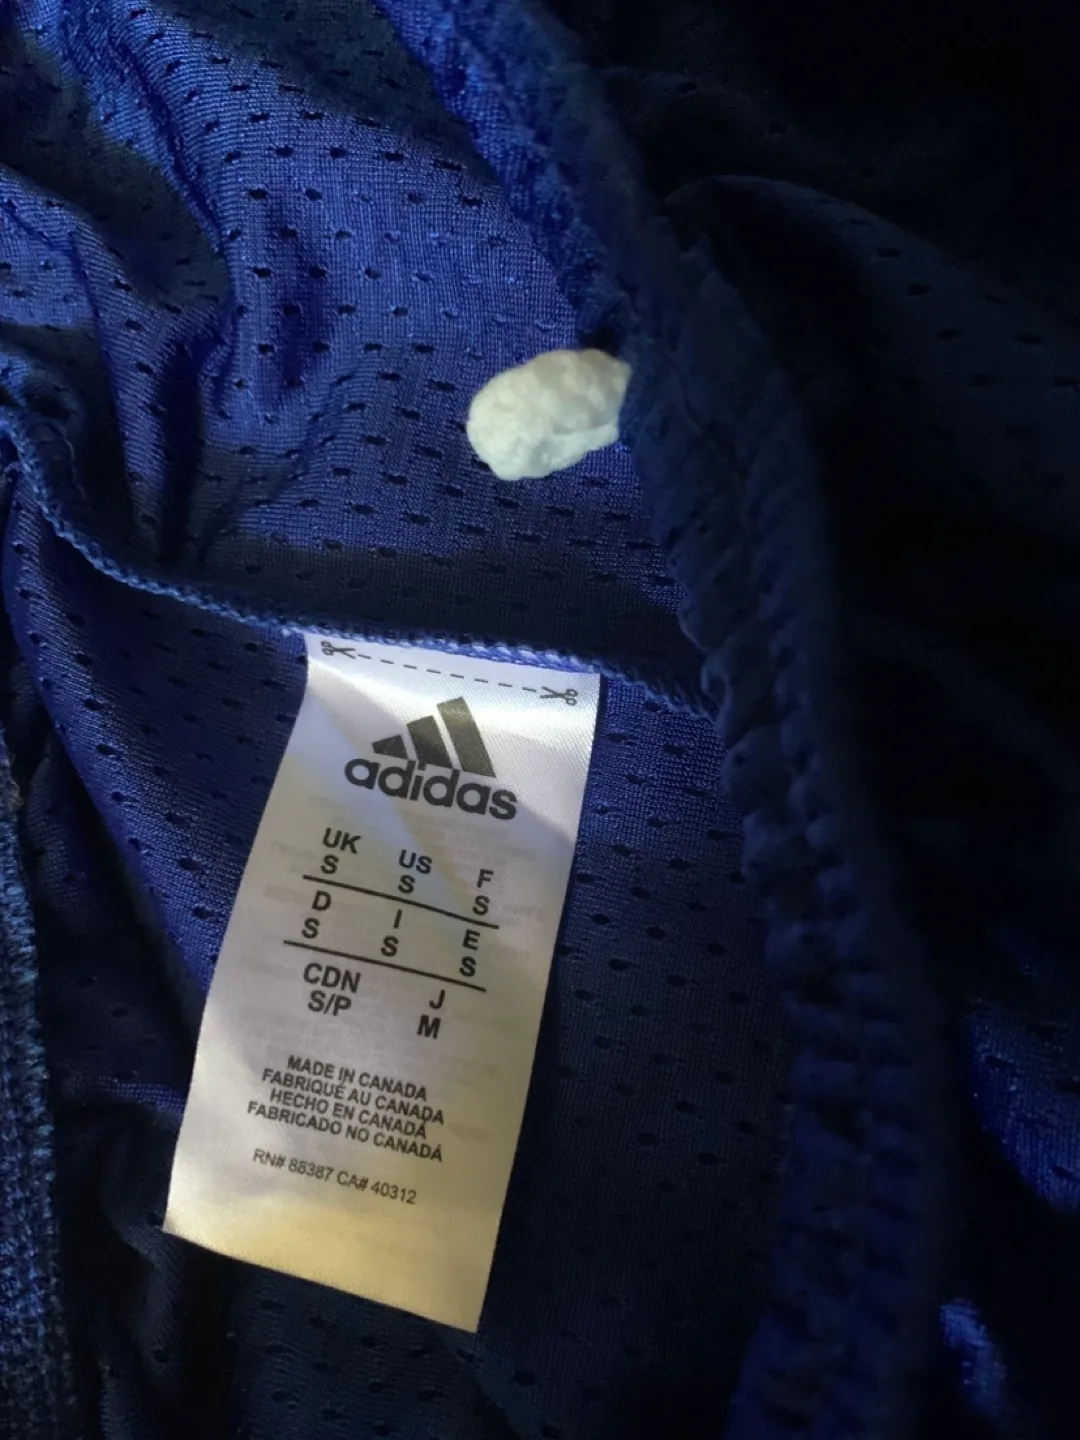 adidas
UK US F
S S S
D I E
S S S
CDN J
S/P M
MADE IN CANADA
FABRIQUÉ AU CANADA
HECHO EN CANADÁ
FABRICADO NO CANADÁ
RN# 88387 CA# 40312